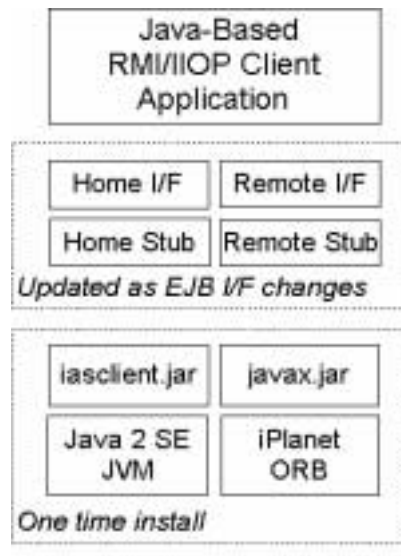 Java-Based
RMI/IIOP Client
Application
Home I/F
Remote I/F
Home Stub
Remote Stub
Updated as EJB I/F changes
iasclient.jar
javax.jar
Java 2 SE
JVM
iPlanet
ORB
One time install